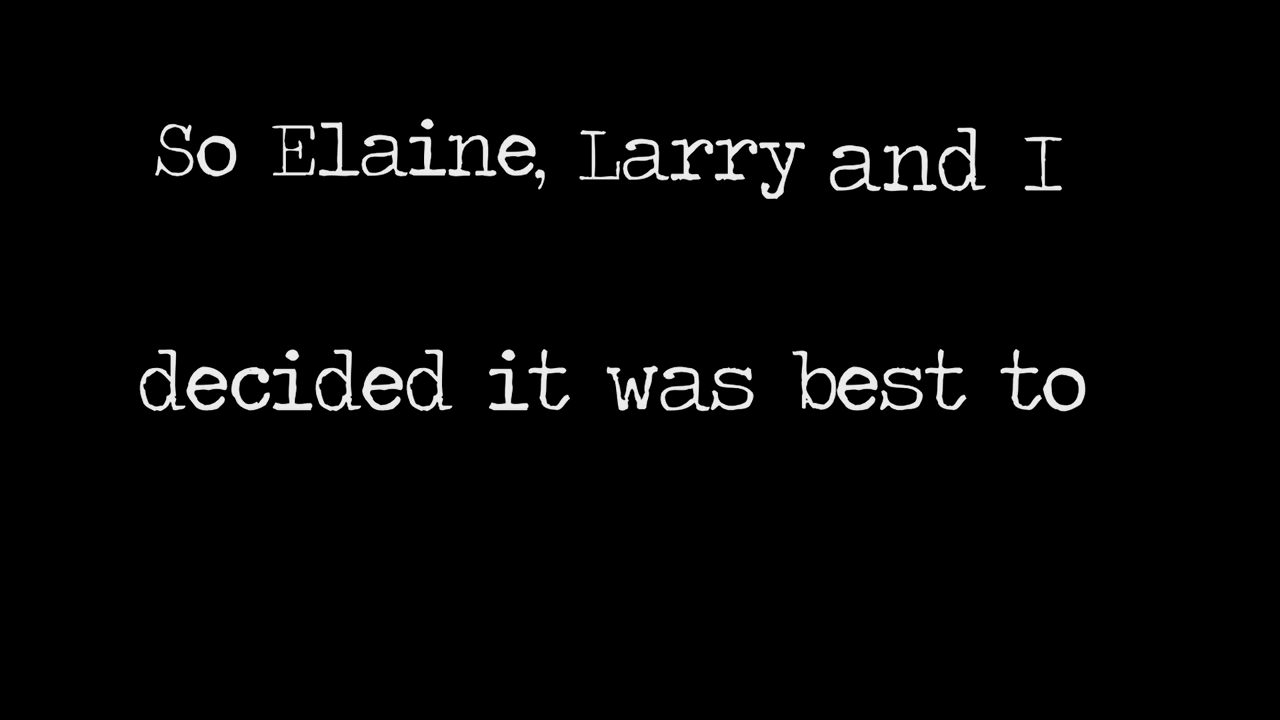 So Elaine, Larry and I
decided it was best to